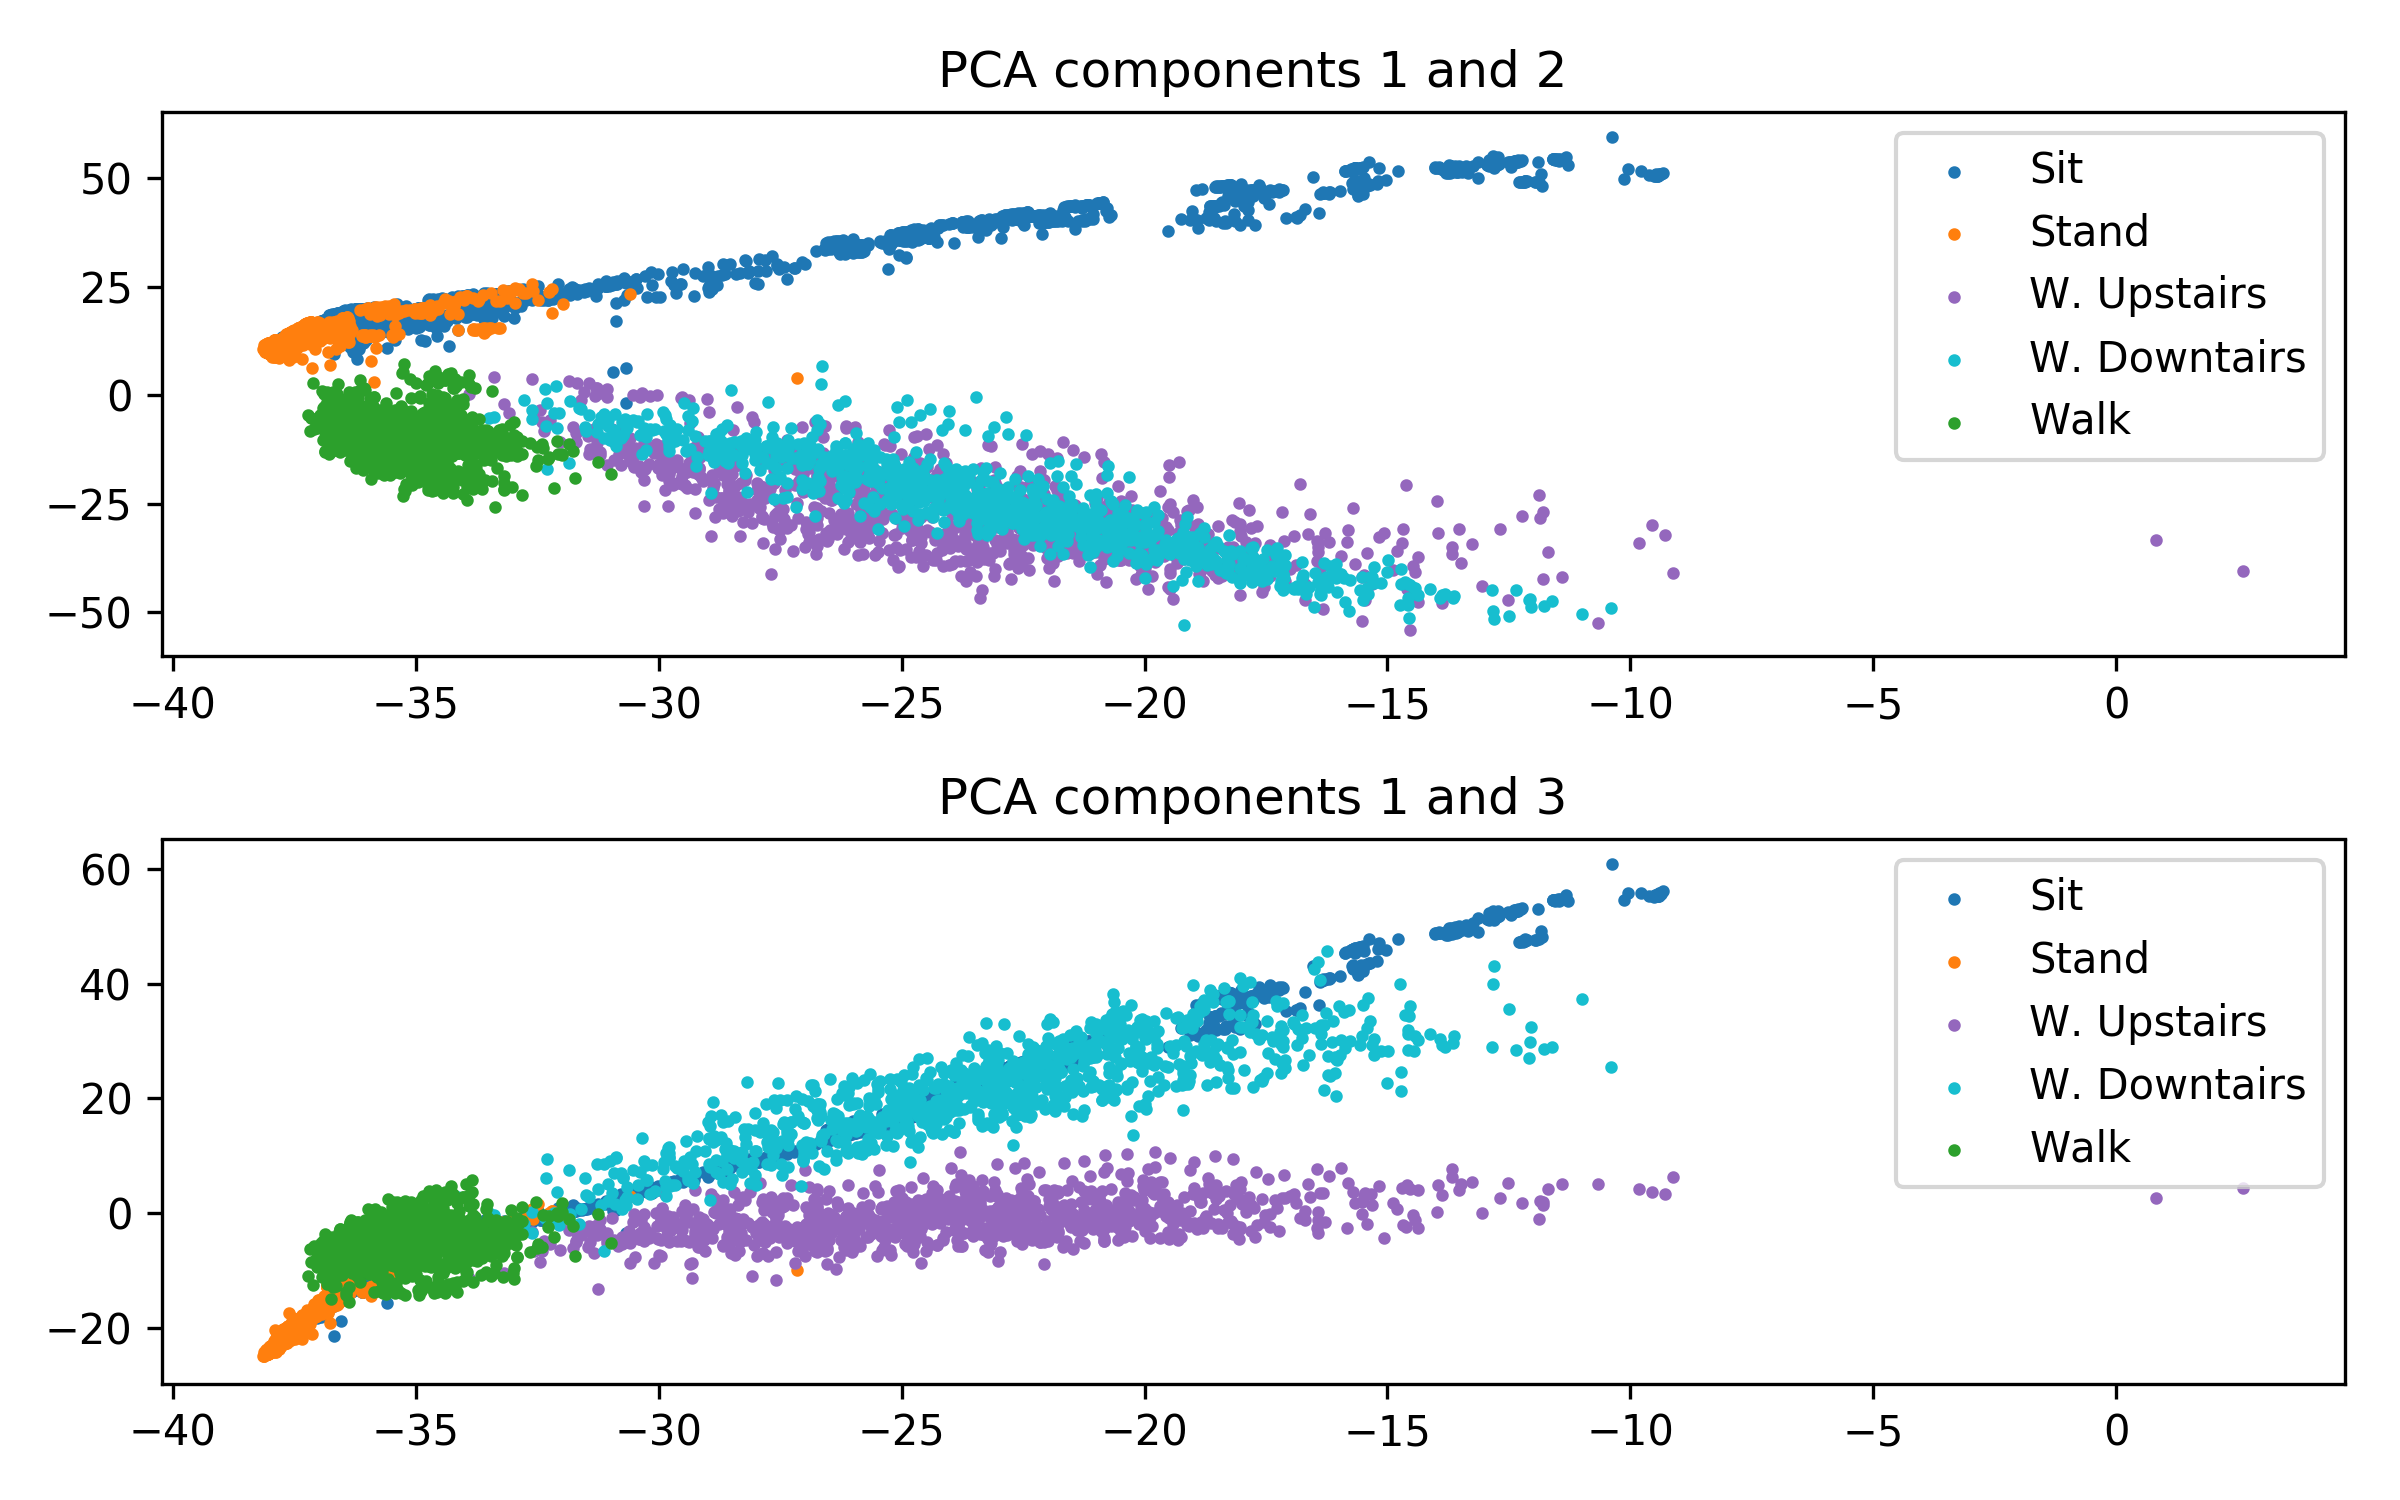 PCA components 1 and 2
50
25
0
−25
−50
Sit
Stand
W. Upstairs
W. Downtairs
Walk
−40 −35 −30 −25 −20 −15 −10 −5 0
PCA components 1 and 3
60
40
20
0
−20
Sit
Stand
W. Upstairs
W. Downtairs
Walk
−40 −35 −30 −25 −20 −15 −10 −5 0